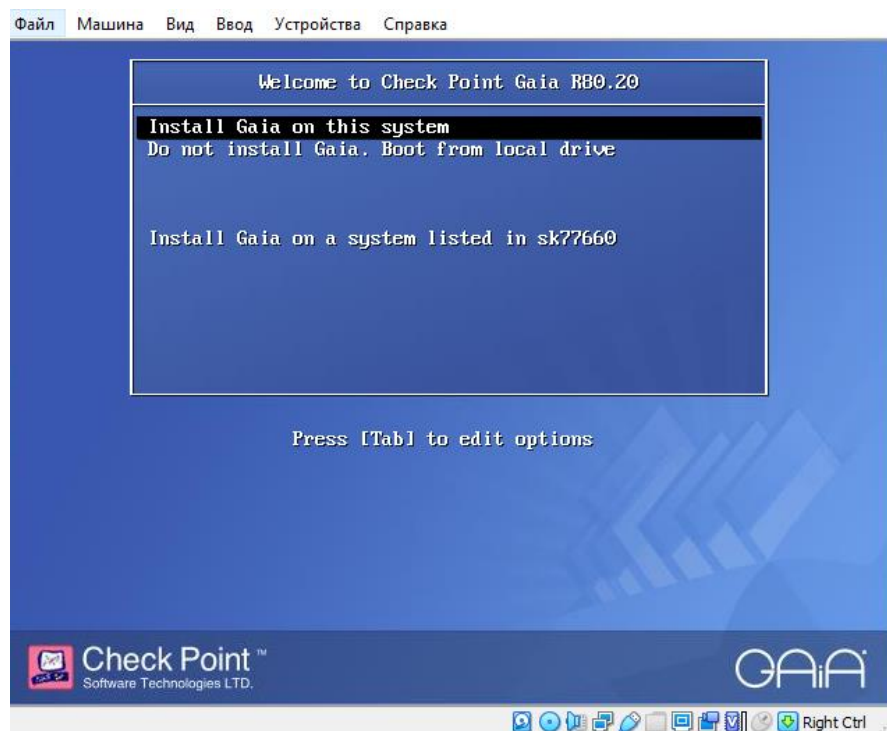 Файл Машина Вид Ввод Устройства Справка
Welcome to Check Point Gaia R80.20
Install Gaia on this system
Do not install Gaia. Boot from local drive
Install Gaia on a system listed in sk77660
Press [Tab] to edit options
Check Point ™
Software Technologies LTD.
GAiA
Right Ctrl